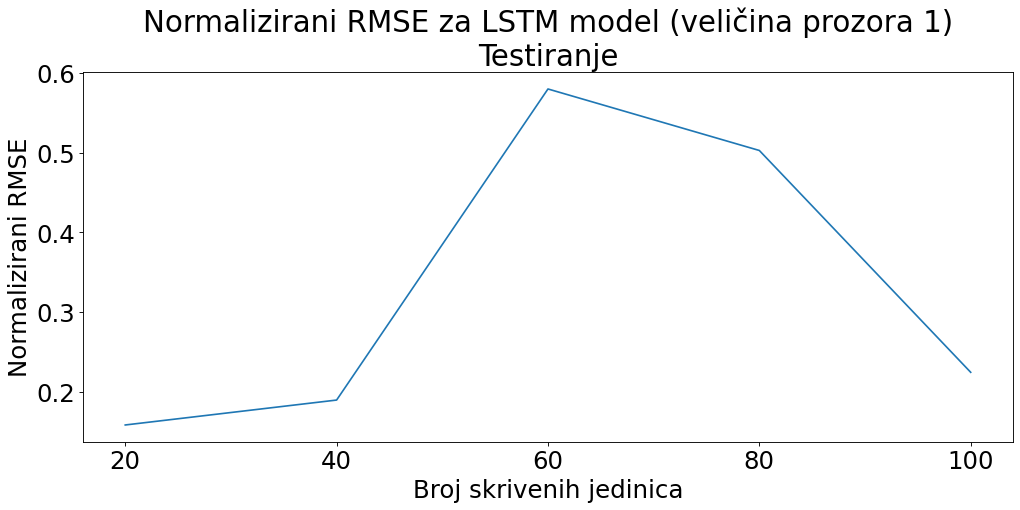 Normalizirani RMSE za LSTM model (veličina prozora 1)
Testiranje
0.6
0.5
0.4
0.3
0.2
Normalizirani RMSE
20 40 60 80 100
Broj skrivenih jedinica